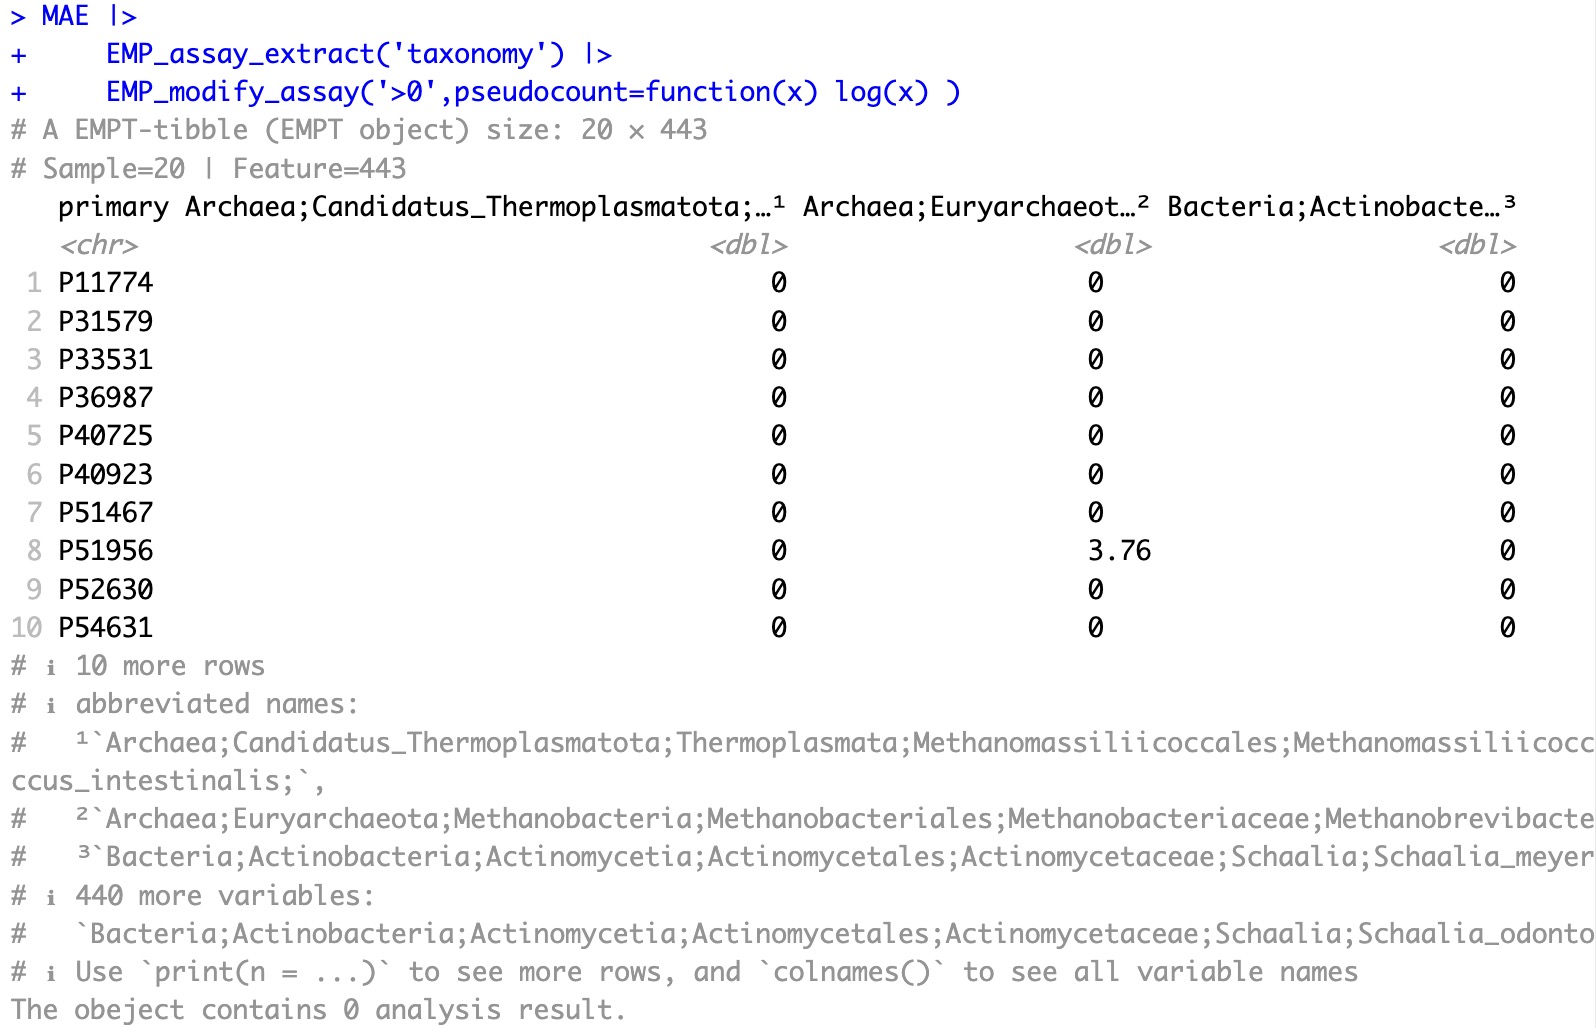 > MAE |>
+     EMP_assay_extract('taxonomy') |>
+     EMP_modify_assay('>0',pseudocount=function(x) log(x) )
# A EMPT-tibble (EMPT object) size: 20 × 443
# Sample=20 | Feature=443
   primary Archaea;Candidatus_Thermoplasmatota;…¹ Archaea;Euryarchaeot…² Bacteria;Actinobacte…³
   <chr>                                    <dbl>                  <dbl>                  <dbl>
 1 P11774                                       0                   0                         0
 2 P31579                                       0                   0                         0
 3 P33531                                       0                   0                         0
 4 P36987                                       0                   0                         0
 5 P40725                                       0                   0                         0
 6 P40923                                       0                   0                         0
 7 P51467                                       0                   0                         0
 8 P51956                                       0                   3.76                      0
 9 P52630                                       0                   0                         0
10 P54631                                       0                   0                         0
# ℹ 10 more rows
# ℹ abbreviated names:
#   ¹`Archaea;Candidatus_Thermoplasmatota;Thermoplasmata;Methanomassiliicoccales;Methanomassiliicocc
ccus_intestinalis;`,
#   ²`Archaea;Euryarchaeota;Methanobacteria;Methanobacteriales;Methanobacteriaceae;Methanobrevibacte
#   ³`Bacteria;Actinobacteria;Actinomycetia;Actinomycetales;Actinomycetaceae;Schaalia;Schaalia_meyer
# ℹ 440 more variables:
#   `Bacteria;Actinobacteria;Actinomycetia;Actinomycetales;Actinomycetaceae;Schaalia;Schaalia_odonto
# ℹ Use `print(n = ...)` to see more rows, and `colnames()` to see all variable names
The obeject contains 0 analysis result.